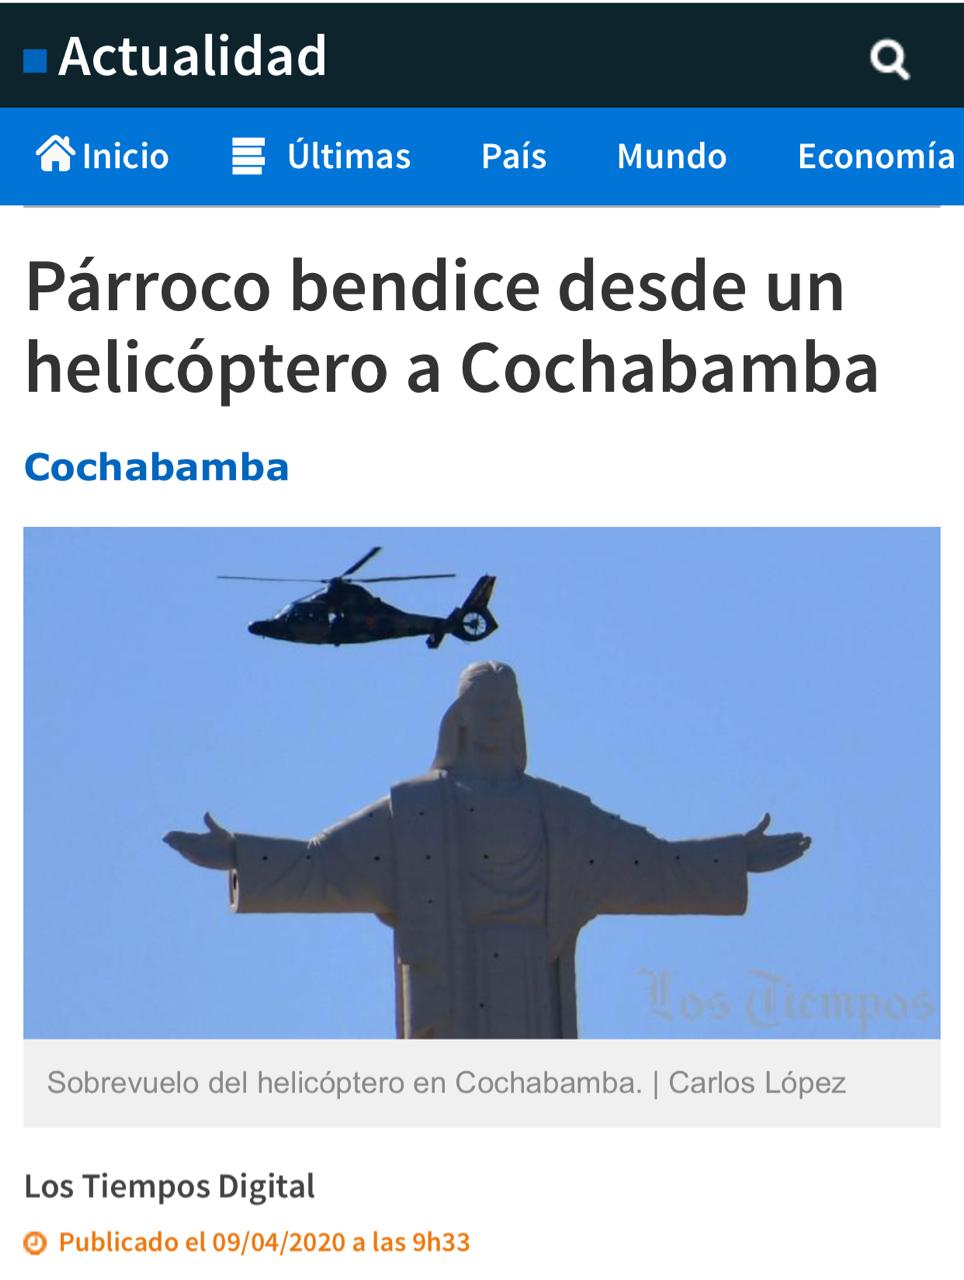 Actualidad
Inicio Últimas País Mundo Economía
Párroco bendice desde un
helicóptero a Cochabamba
Cochabamba
Los Tiempos
Sobrevuelo del helicóptero en Cochabamba. | Carlos López
Los Tiempos Digital
Publicado el 09/04/2020 a las 9h33